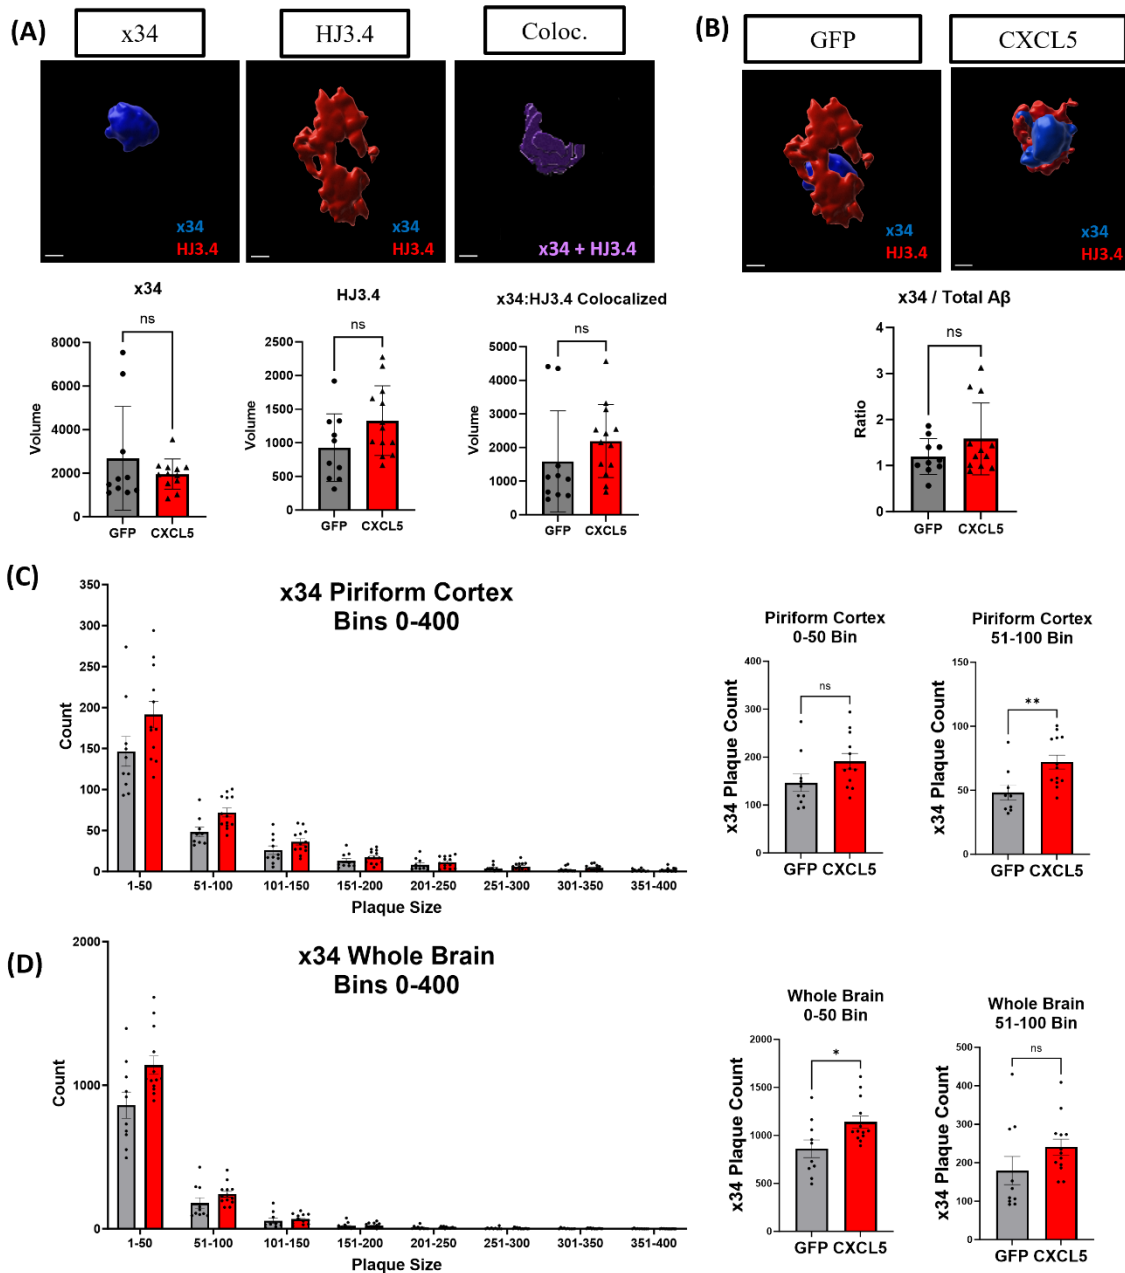 (A)
x34
HJ3.4
Coloc.
x34
HJ3.4
x34
HJ3.4
x34 + HJ3.4
x34
ns
8000
6000
4000
2000
0
Volume
GFP
CXCL5
HJ3.4
ns
2500
2000
1500
1000
500
0
Volume
GFP
CXCL5
x34:HJ3.4 Colocalized
ns
5000
4000
3000
2000
1000
0
Volume
GFP
CXCL5
(B)
GFP
CXCL5
x34
HJ3.4
x34
HJ3.4
x34 / Total Aβ
ns
4
3
2
1
0
Ratio
GFP
CXCL5
(C)
x34 Piriform Cortex
Bins 0-400
350
300
250
200
150
100
50
0
Count
1-50
51-100
101-150
151-200
201-250
251-300
301-350
351-400
Plaque Size
Piriform Cortex
0-50 Bin
ns
400
300
200
100
0
x34 Plaque Count
GFP
CXCL5
Piriform Cortex
51-100 Bin
**
150
100
50
0
x34 Plaque Count
GFP
CXCL5
(D)
x34 Whole Brain
Bins 0-400
2000
1000
0
Count
1-50
51-100
101-150
151-200
201-250
251-300
301-350
351-400
Plaque Size
Whole Brain
0-50 Bin
*
2000
1500
1000
500
0
x34 Plaque Count
GFP
CXCL5
Whole Brain
51-100 Bin
ns
500
400
300
200
100
0
x34 Plaque Count
GFP
CXCL5